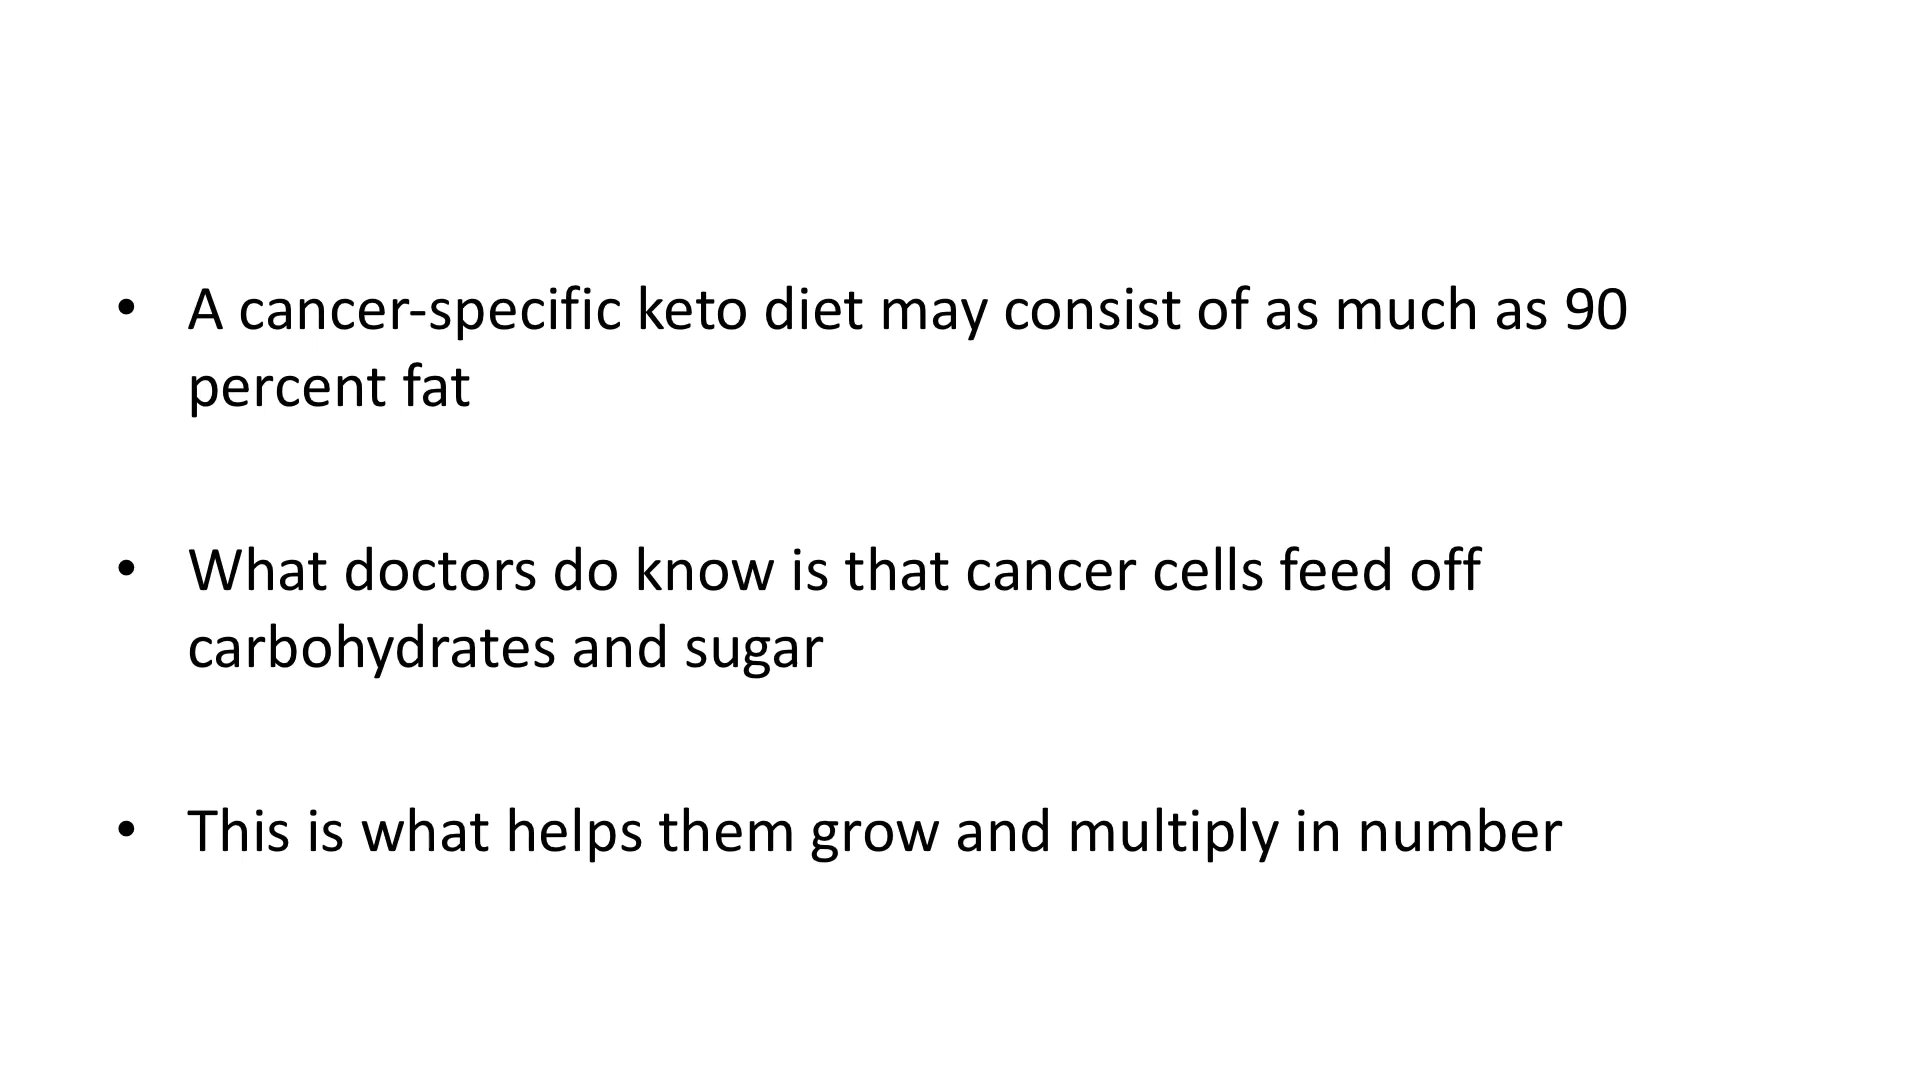 • A cancer-specific keto diet may consist of as much as 90
percent fat
• What doctors do know is that cancer cells feed off
carbohydrates and sugar
• This is what helps them grow and multiply in number